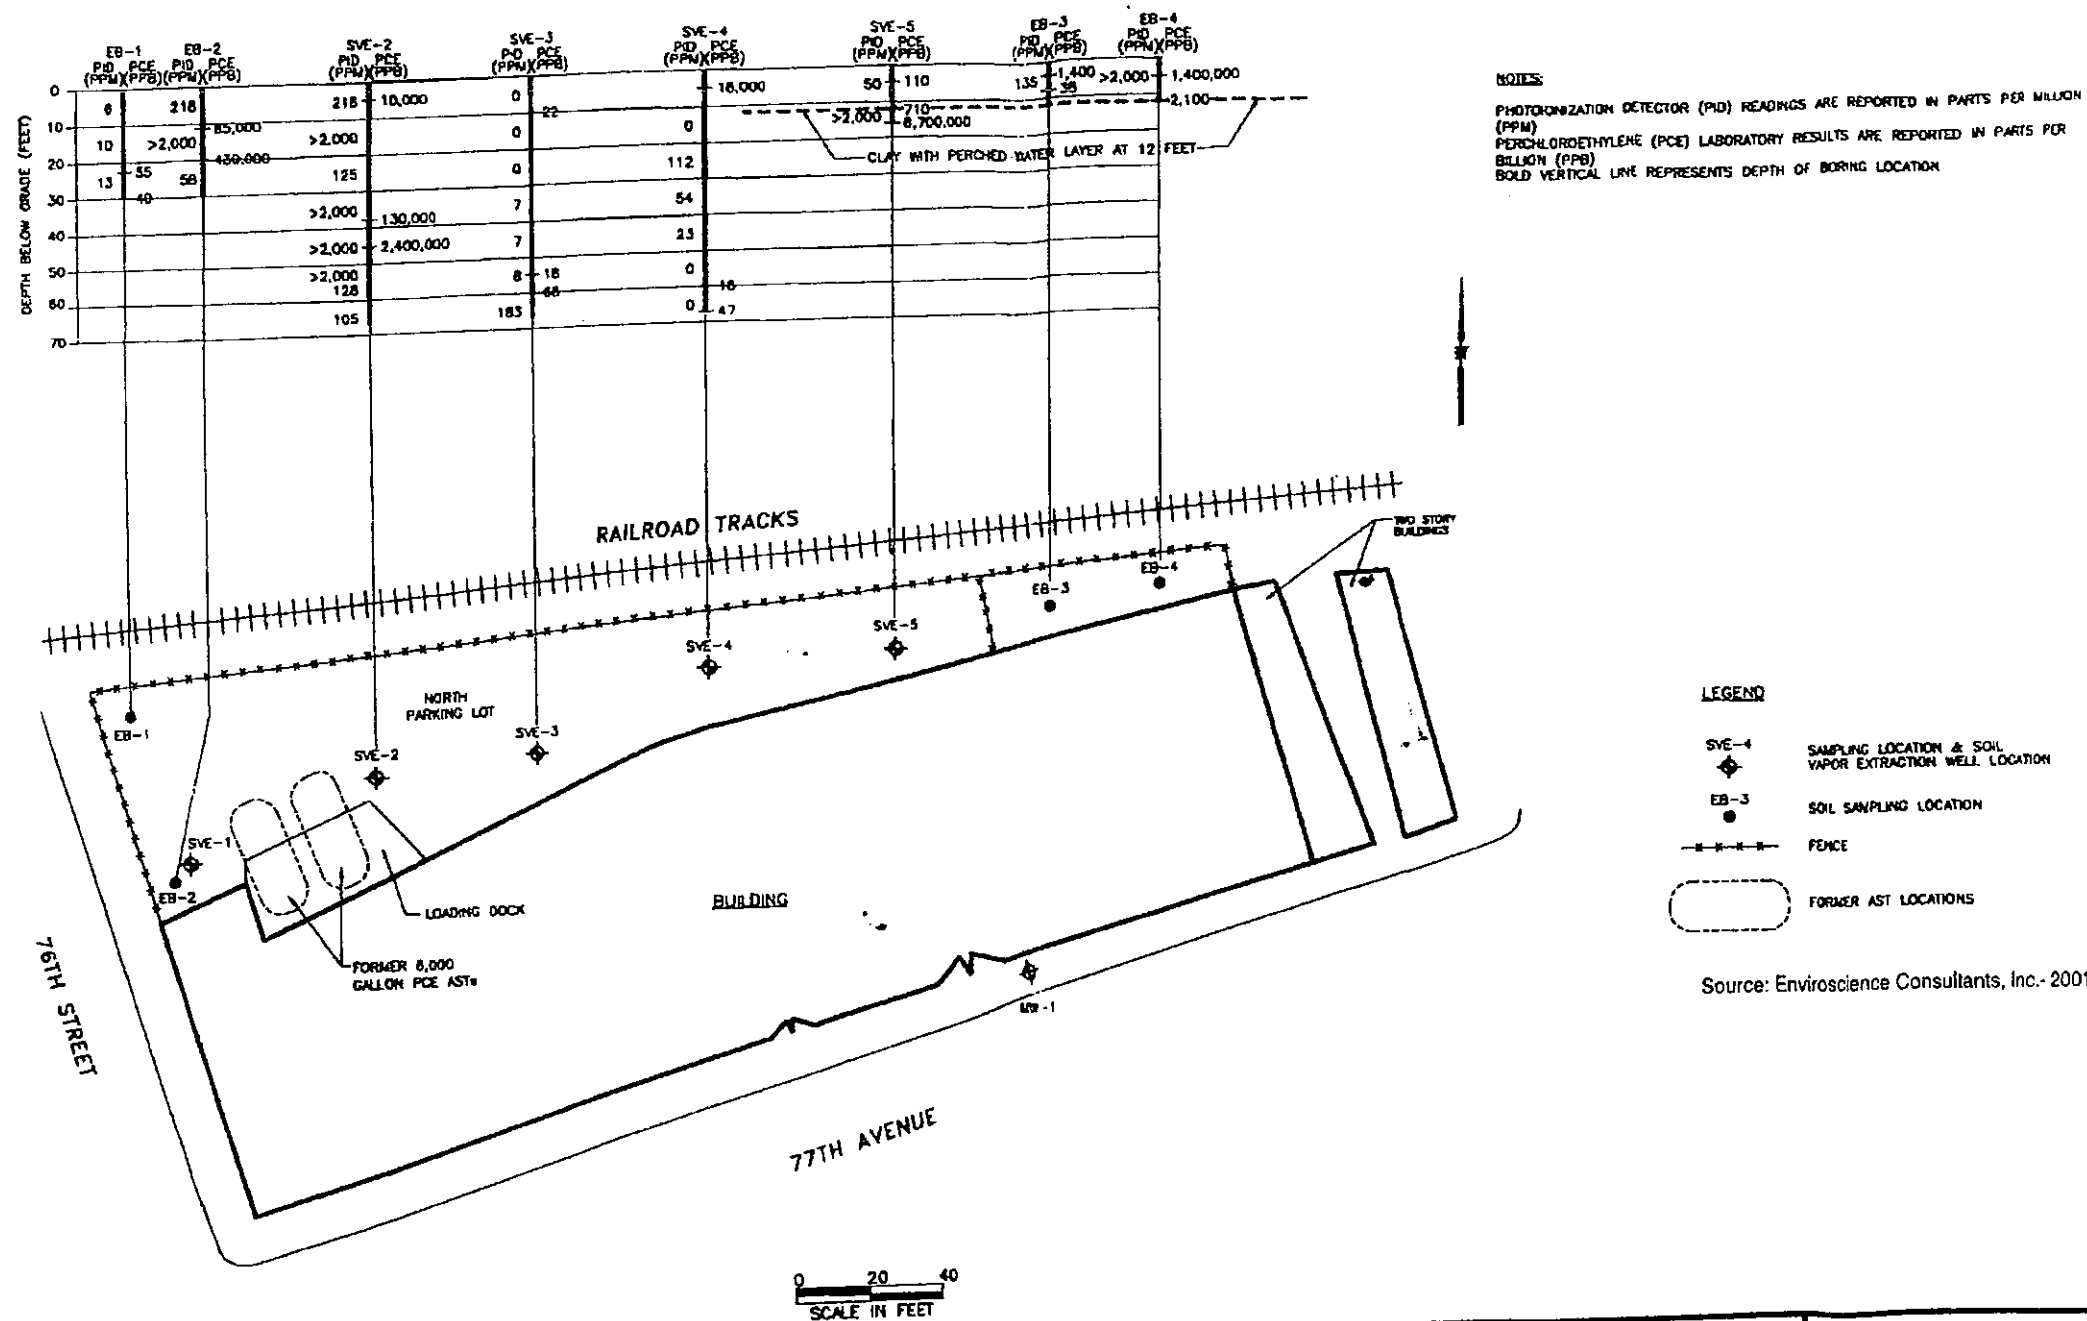 EB-1
PID PCE
(PPM)(PPB)
EB-2
PID PCE
(PPM)(PPB)
SVE-2
PID PCE
(PPM)(PPB)
SVE-3
PID PCE
(PPM)(PPB)
SVE-4
PID PCE
(PPM)(PPB)
SVE-5
PID PCE
(PPM)(PPB)
EB-3
PID PCE
(PPM)(PPB)
EB-4
PID PCE
(PPM)(PPB)
DEPTH BELOW GRADE (FEET)
0
10
20
30
40
50
60
70
6
10
13
55
40
218
>2,000
58
85,000
430,000
218
>2,000
125
>2,000
>2,000
>2,000
128
105
10,000
130,000
2,400,000
0
0
0
7
7
8
183
22
18
68
0
112
54
23
0
0
18,000
18
47
50
>2,000
110
710
135
1,400
>2,000
1,400,000
2,100
CLAY WITH PERCHED WATER LAYER AT 12 FEET
NOTES:
PHOTOIONIZATION DETECTOR (PID) READINGS ARE REPORTED IN PARTS PER MILLION
(PPM)
PERCHLOROETHYLENE (PCE) LABORATORY RESULTS ARE REPORTED IN PARTS PER
BILLION (PPB)
BOLD VERTICAL LINE REPRESENTS DEPTH OF BORING LOCATION
RAILROAD TRACKS
TWO STORY
BUILDINGS
EB-4
EB-3
SVE-5
SVE-4
NORTH
PARKING LOT
EB-1
SVE-3
SVE-2
SVE-1
EB-2
LOADING DOCK
BUILDING
FORMER 8,000
GALLON PCE ASTs
MW-1
76TH STREET
77TH AVENUE
LEGEND
SVE-4
SAMPLING LOCATION & SOIL
VAPOR EXTRACTION WELL LOCATION
EB-3
SOIL SAMPLING LOCATION
FENCE
FORMER AST LOCATIONS
Source: Enviroscience Consultants, Inc.- 2001
0 20 40
SCALE IN FEET